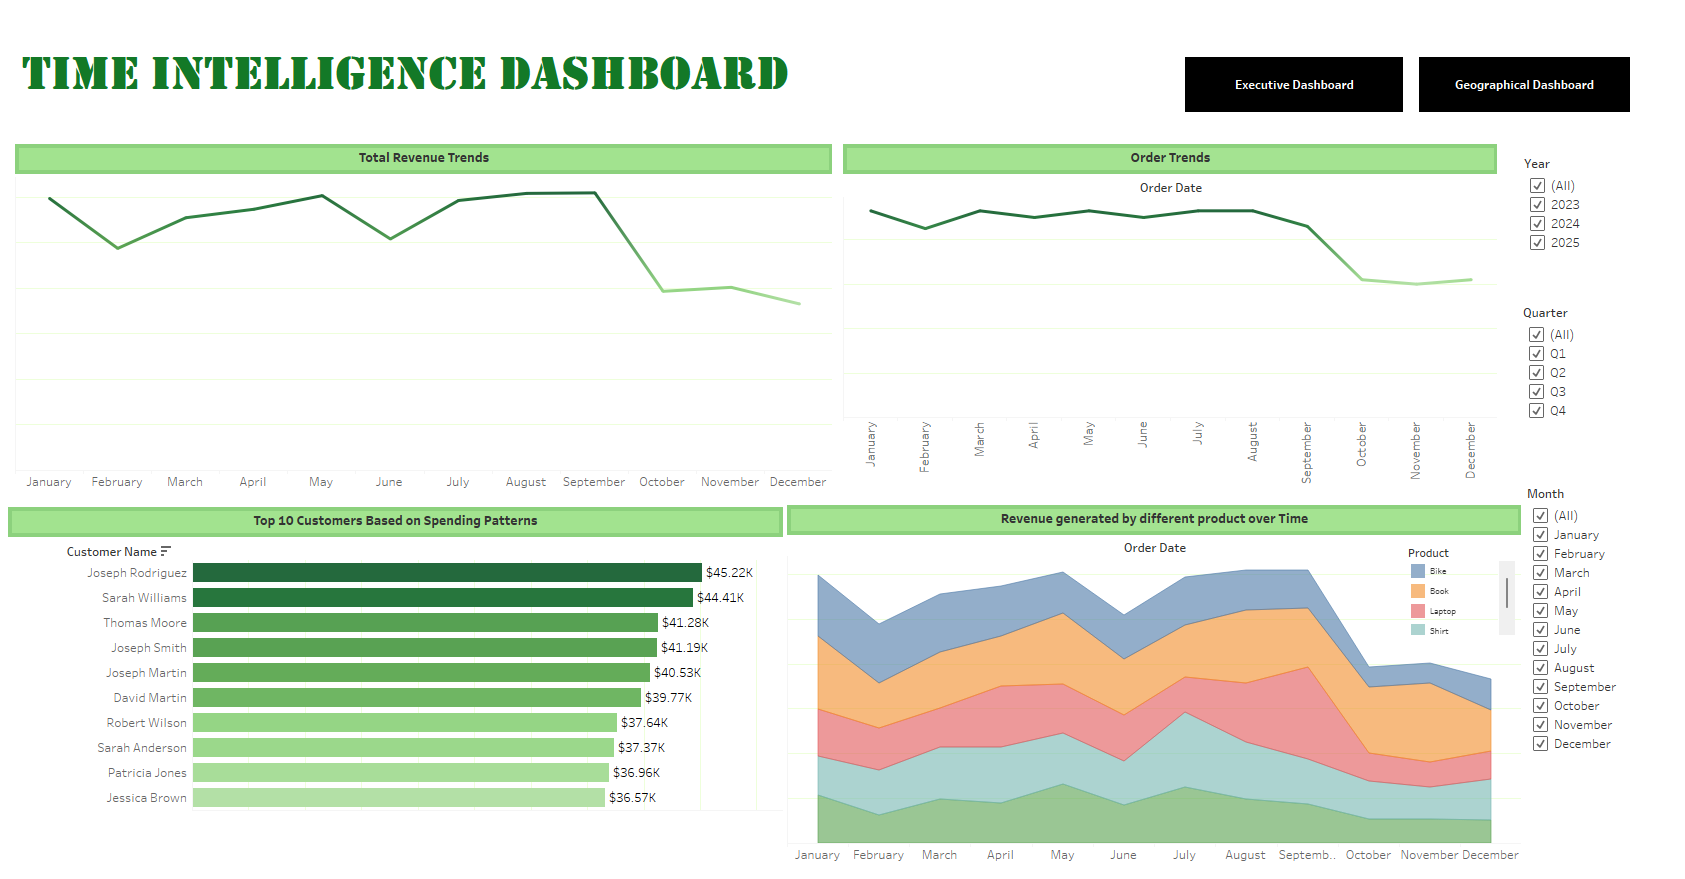 TIME INTELLIGENCE DASHBOARD
Executive Dashboard
Geographical Dashboard
Total Revenue Trends
January February March April May June July August September October November December
Order Trends
Order Date
January February March April May June July August September October November December
Year
(All)
2023
2024
2025
Quarter
(All)
Q1
Q2
Q3
Q4
Month
(All)
January
February
March
April
May
June
July
August
September
October
November
December
Top 10 Customers Based on Spending Patterns
Customer Name
Joseph Rodriguez $45.22K
Sarah Williams $44.41K
Thomas Moore $41.28K
Joseph Smith $41.19K
Joseph Martin $40.53K
David Martin $39.77K
Robert Wilson $37.64K
Sarah Anderson $37.37K
Patricia Jones $36.96K
Jessica Brown $36.57K
Revenue generated by different product over Time
Order Date
Product
Bike
Book
Laptop
Shirt
January February March April May June July August Septemb.. October November December